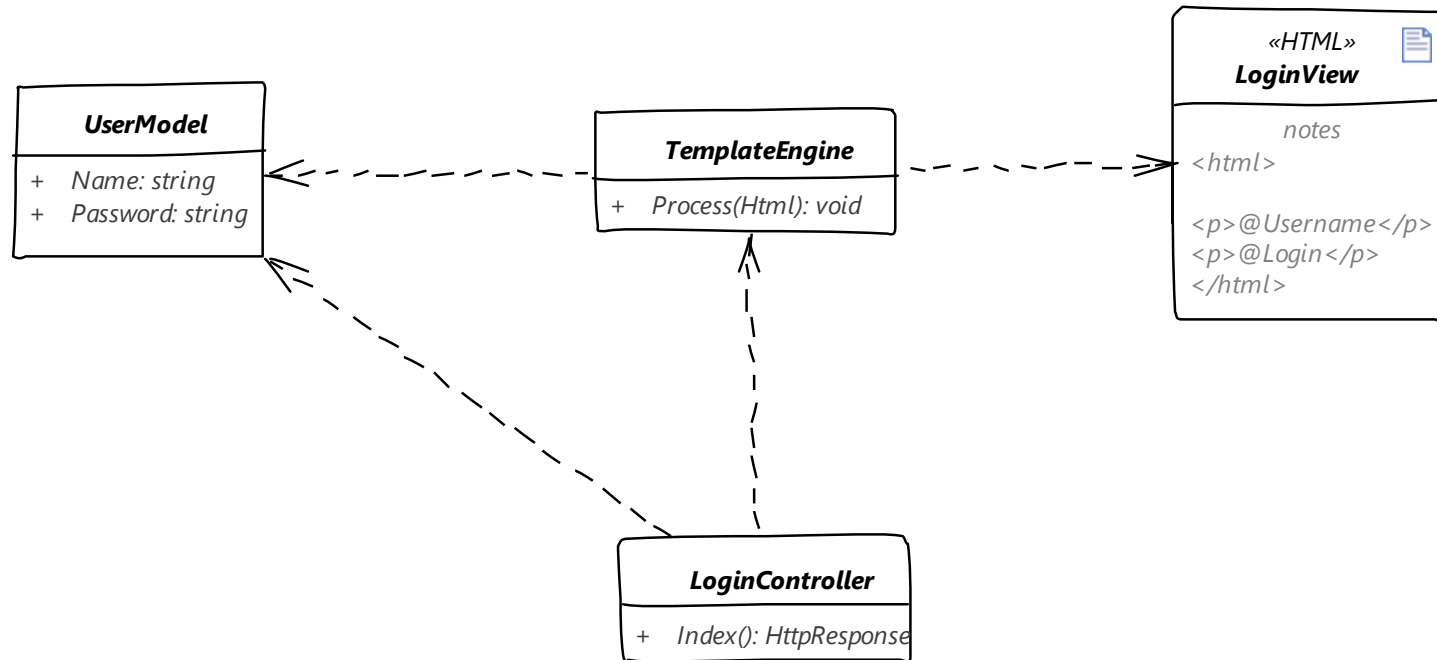 UserModel
+ Name: string
+ Password: string
TemplateEngine
+ Process(Html): void
«HTML»
LoginView
notes
<html>
<p>@Username</p>
<p>@Login</p>
</html>
LoginController
+ Index(): HttpResponse